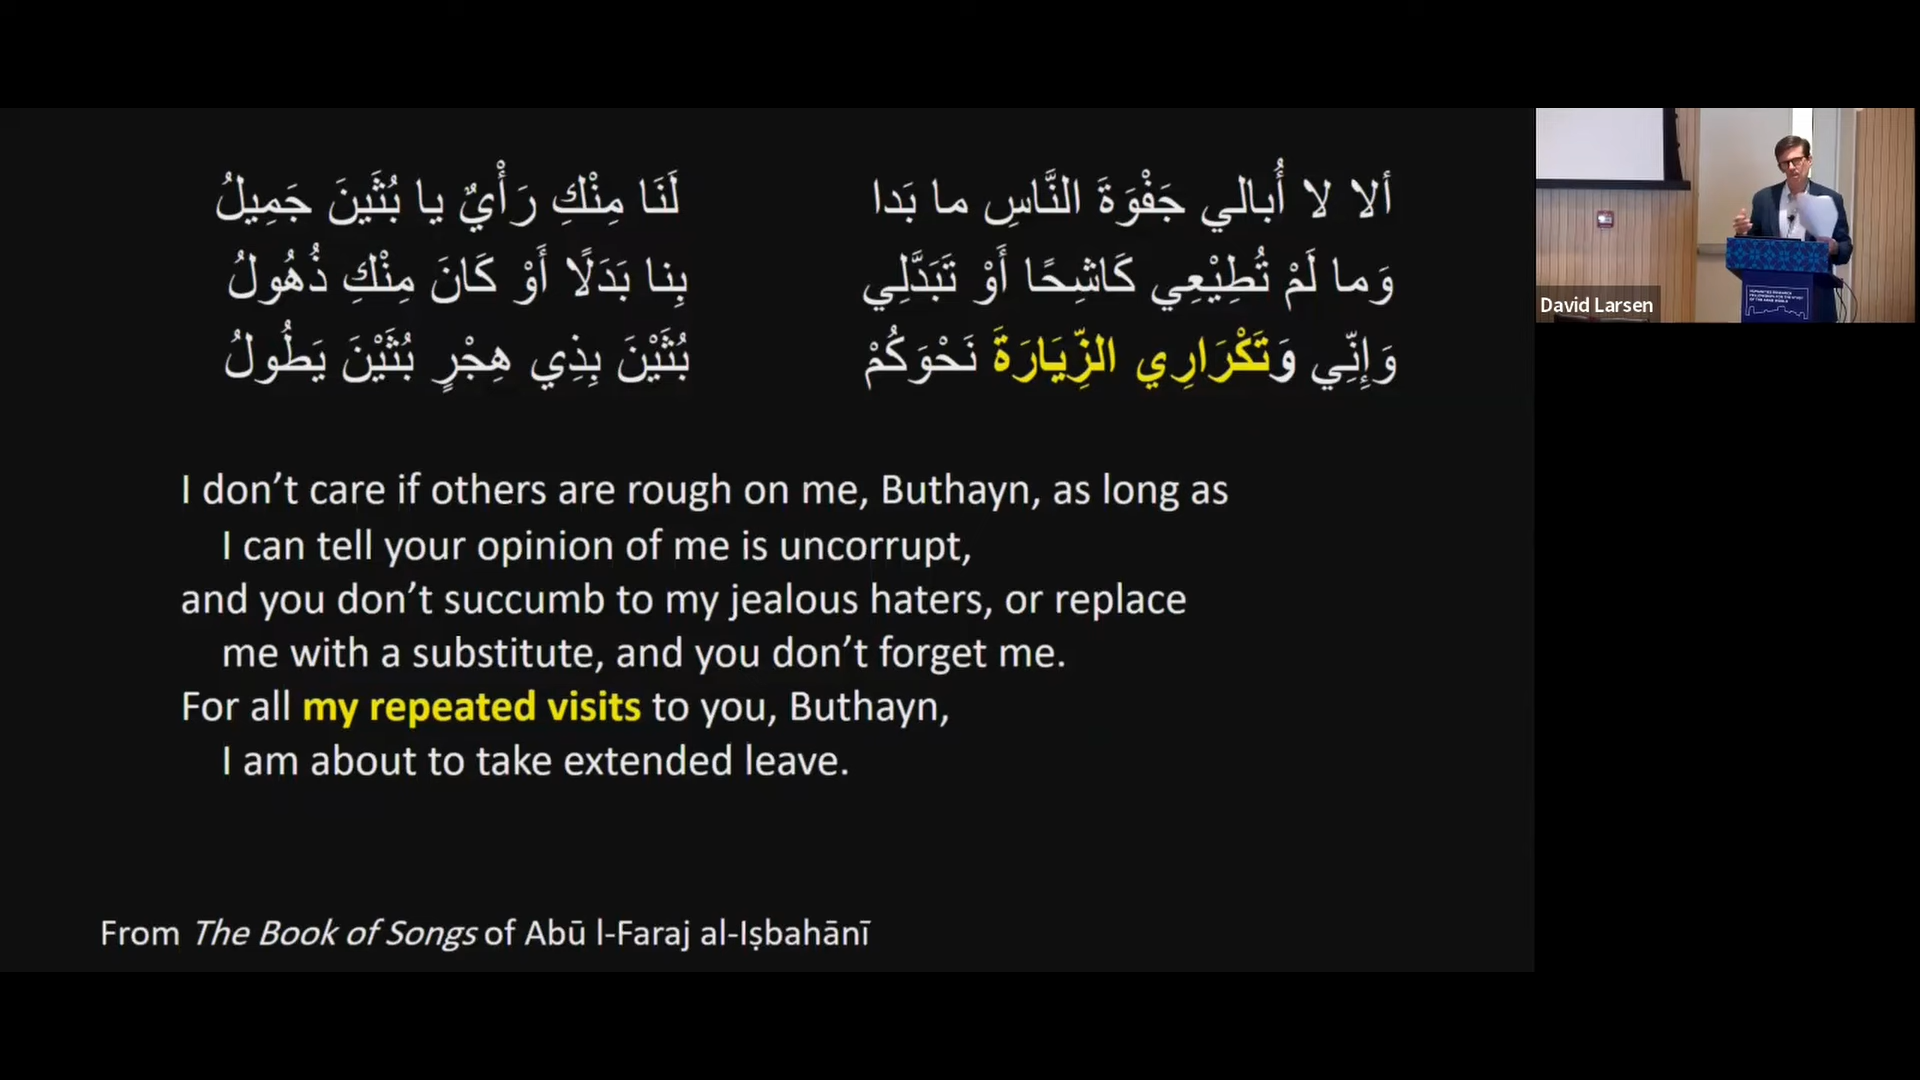 ألا لا أُبالي جَفْوَةَ النَّاسِ ما بَدا لَنَا مِنْكِ رَأْيٌ يا بُثَينَ جَمِيلُ
وَما لَمْ تُطِيْعِي كَاشِحًا أَوْ تَبَدَّلِي بِنا بَدَلًا أَوْ كَانَ مِنْكِ ذُهُولُ
وَإِنِّي وَتَكْرَارِي الزِّيَارَةَ نَحْوَكُمْ بُثَيْنَ بِذِي هِجْرٍ بُثَيْنَ يَطُولُ
I don’t care if others are rough on me, Buthayn, as long as
I can tell your opinion of me is uncorrupt,
and you don’t succumb to my jealous haters, or replace
me with a substitute, and you don’t forget me.
For all my repeated visits to you, Buthayn,
I am about to take extended leave.
From The Book of Songs of Abū l-Faraj al-Iṣbahānī
David Larsen